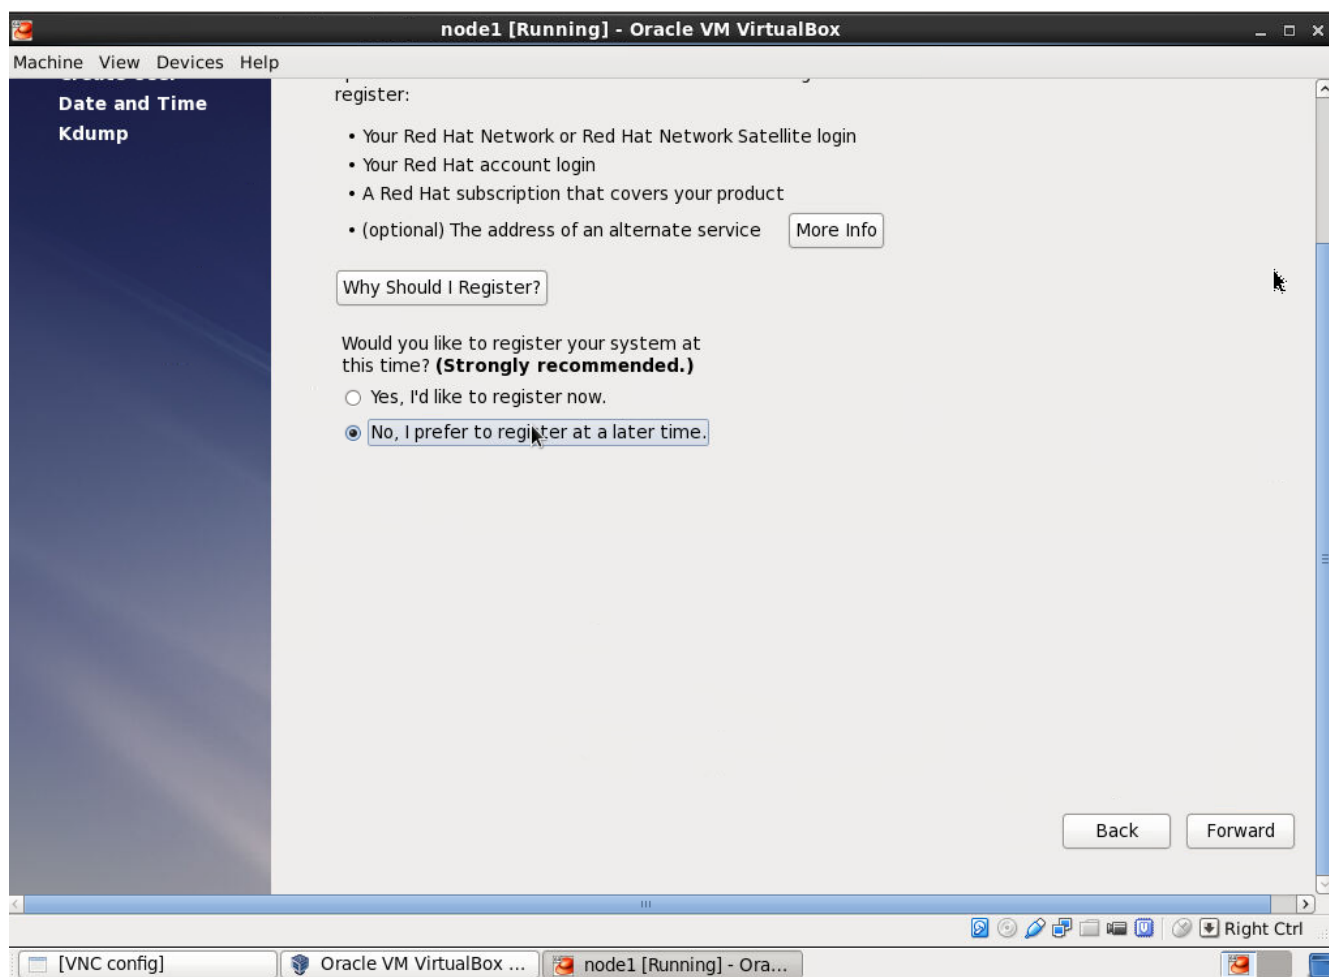 node1 [Running] - Oracle VM VirtualBox
Machine View Devices Help
Date and Time
Kdump
register:
• Your Red Hat Network or Red Hat Network Satellite login
• Your Red Hat account login
• A Red Hat subscription that covers your product
• (optional) The address of an alternate service More Info
Why Should I Register?
Would you like to register your system at
this time? (Strongly recommended.)
Yes, I'd like to register now.
No, I prefer to register at a later time.
Back Forward
Right Ctrl
[VNC config] Oracle VM VirtualBox ... node1 [Running] - Ora...